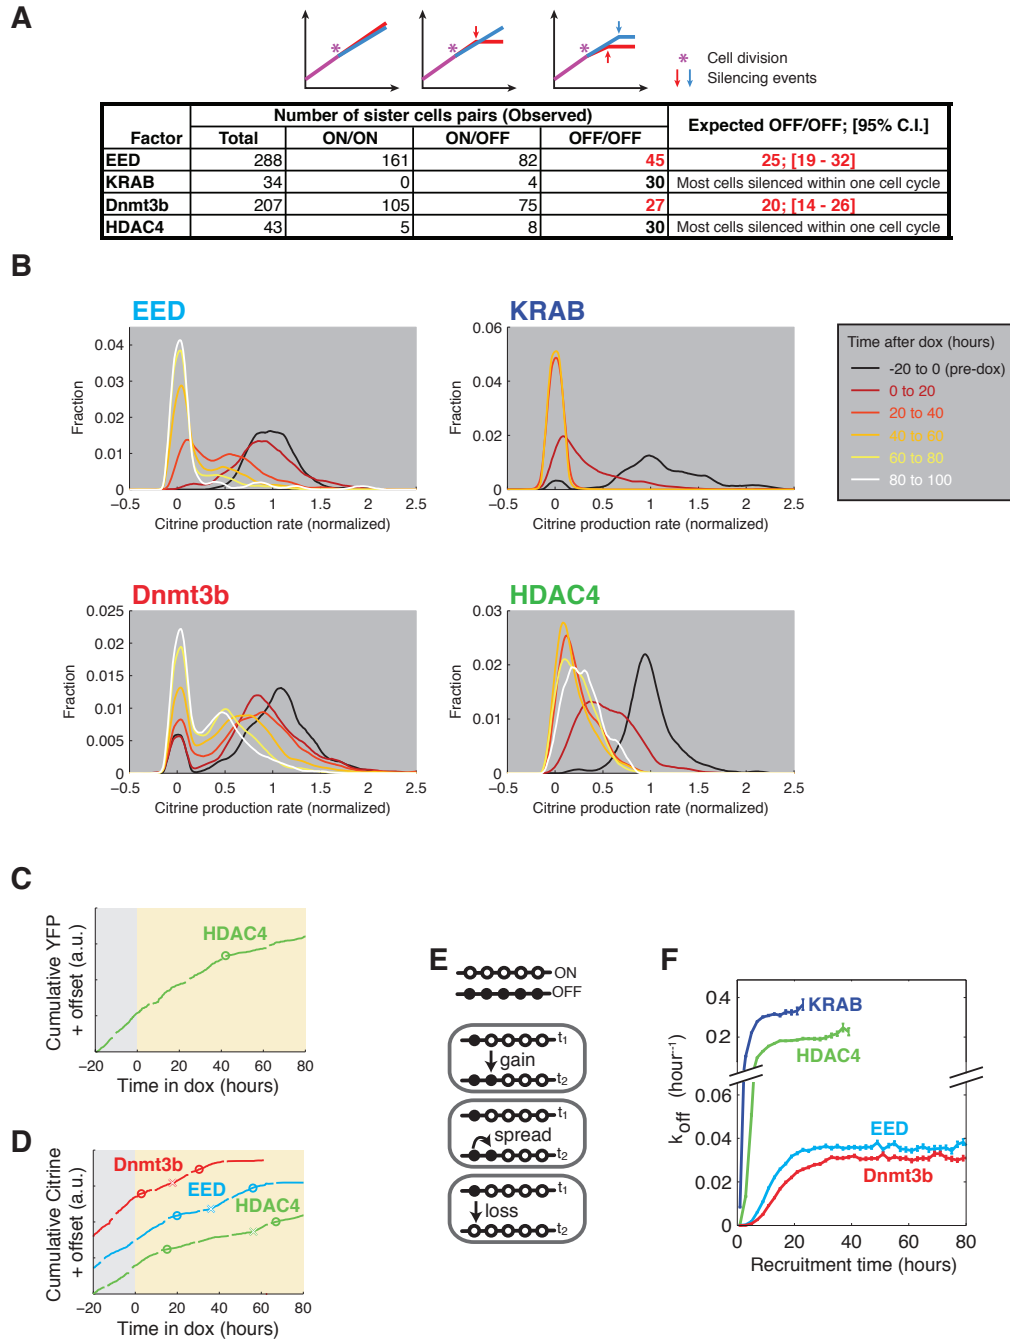 A
*
*
*
* Cell division
Silencing events
Factor Number of sister cells pairs (Observed) Expected OFF/OFF; [95% C.I.]
Total ON/ON ON/OFF OFF/OFF
EED 288 161 82 45 25; [19 - 32]
KRAB 34 0 4 30 Most cells silenced within one cell cycle
Dnmt3b 207 105 75 27 20; [14 - 26]
HDAC4 43 5 8 30 Most cells silenced within one cell cycle
B
EED
0.04
0.03
0.02
0.01
0
Fraction
−0.5 0 0.5 1 1.5 2 2.5
Citrine production rate (normalized)
KRAB
0.06
0.04
0.02
0
Fraction
−0.5 0 0.5 1 1.5 2 2.5
Citrine production rate (normalized)
Time after dox (hours)
-20 to 0 (pre-dox)
0 to 20
20 to 40
40 to 60
60 to 80
80 to 100
Dnmt3b
0.025
0.02
0.015
0.01
0.005
0
Fraction
−0.5 0 0.5 1 1.5 2 2.5
Citrine production rate (normalized)
HDAC4
0.03
0.02
0.01
0
Fraction
−0.5 0 0.5 1 1.5 2 2.5
Citrine production rate (normalized)
C
Cumulative YFP
+ offset (a.u.)
HDAC4
−20 0 20 40 60 80
Time in dox (hours)
D
Cumulative Citrine
+ offset (a.u.)
Dnmt3b
EED
HDAC4
−20 0 20 40 60 80
Time in dox (hours)
E
ON
OFF
t1
gain
t2
t1
spread
t2
t1
loss
t2
F
koff (hour⁻¹)
0.4
0.2
0.06
0.04
0.02
0
KRAB
HDAC4
EED
Dnmt3b
0 20 40 60 80
Recruitment time (hours)